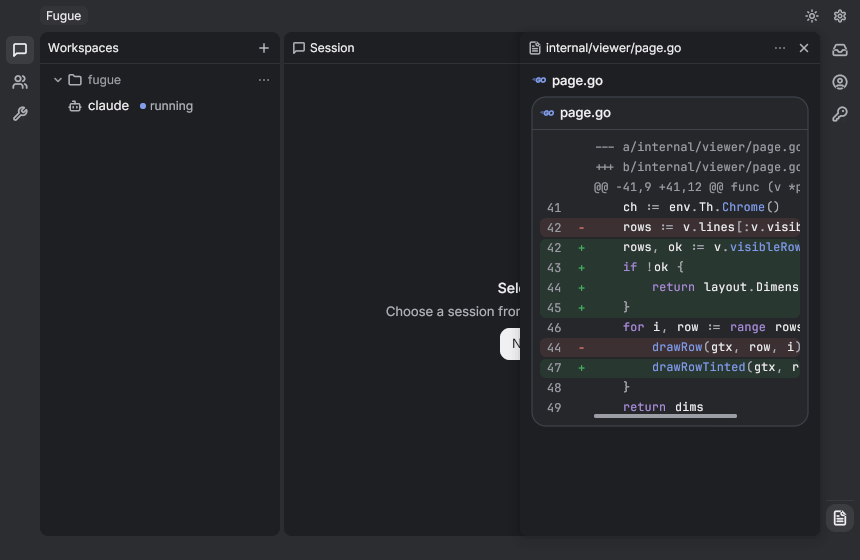 Fugue
Workspaces
fugue
claude running
Session
Choose a session from
internal/viewer/page.go
page.go
page.go
--- a/internal/viewer/page.go
+++ b/internal/viewer/page.go
@@ -41,9 +41,12 @@ func (v *p
41 ch := env.Th.Chrome()
42 - rows := v.lines[:v.visib
42 + rows, ok := v.visibleRow
43 + if !ok {
44 + return layout.Dimens
45 + }
46 for i, row := range rows
44 - drawRow(gtx, row, i)
47 + drawRowTinted(gtx, r
48 }
49 return dims